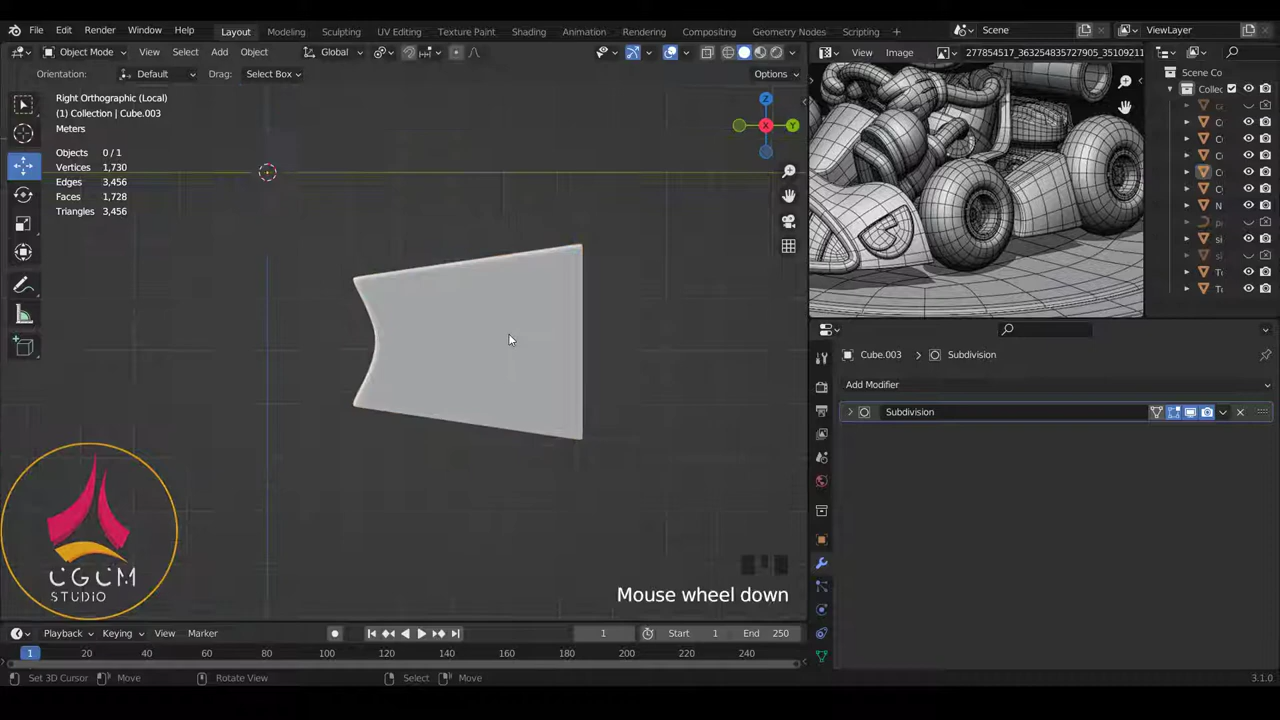 File Edit Render Window Help Layout Modeling Sculpting UV Editing Texture Paint Shading Animation Rendering Compositing Geometry Nodes Scripting Scene ViewLayer
Object Mode View Select Add Object Global View Image 277854517_363254835727905_35109211
Orientation: Default Drag: Select Box Options Scene Co
Collec
Right Orthographic (Local)
(1) Collection | Cube.003
Meters
Objects 0 / 1
Vertices 1,730
Edges 3,456
Faces 1,728
Triangles 3,456
Z
X
Y
Cube.003 Subdivision
Add Modifier
Subdivision
CGCM
STUDIO
Mouse wheel down
Playback Keying View Marker 1 Start 1 End 250
1 20 40 60 80 100 120 140 160 180 200 220 240
Set 3D Cursor Move Rotate View Select Move 3.1.0